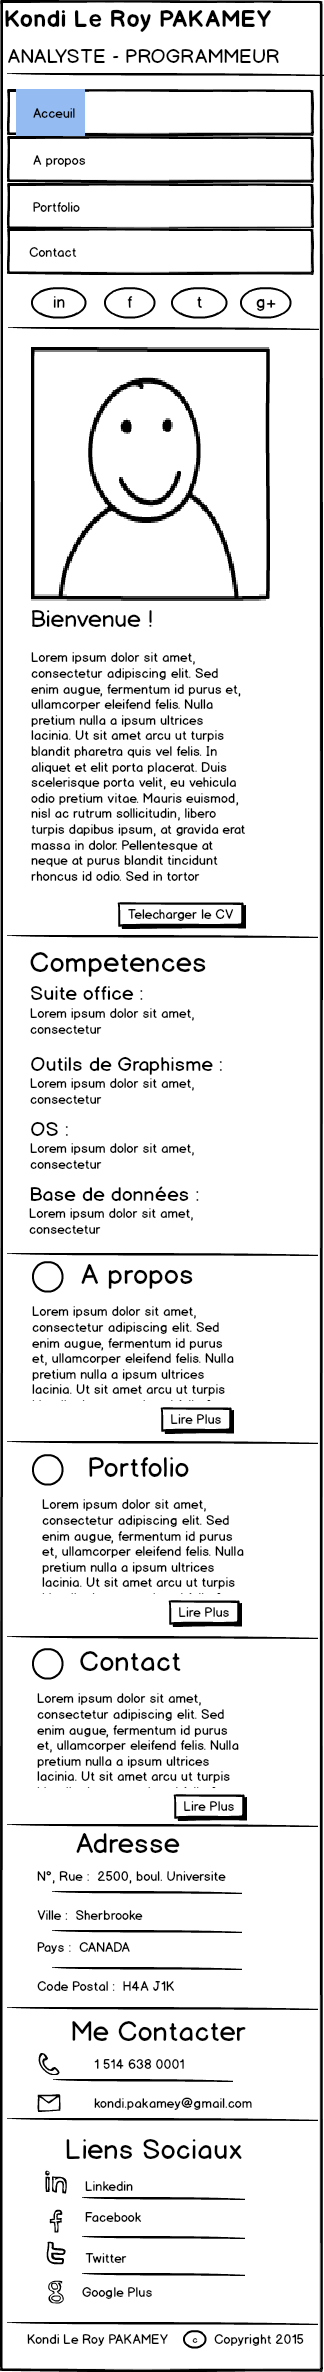 Kondi Le Roy PAKAMEY
ANALYSTE - PROGRAMMEUR
Acceuil
A propos
Portfolio
Contact
in f t g+
Bienvenue !
Lorem ipsum dolor sit amet,
consectetur adipiscing elit. Sed
enim augue, fermentum id purus et,
ullamcorper eleifend felis. Nulla
pretium nulla a ipsum ultrices
lacinia. Ut sit amet arcu ut turpis
blandit pharetra quis vel felis. In
aliquet et elit porta placerat. Duis
scelerisque porta velit, eu vehicula
odio pretium vitae. Mauris euismod,
nisl ac rutrum sollicitudin, libero
turpis dapibus ipsum, at gravida erat
massa in dolor. Pellentesque at
neque at purus blandit tincidunt
rhoncus id odio. Sed in tortor
Telecharger le CV
Competences
Suite office :
Lorem ipsum dolor sit amet,
consectetur
Outils de Graphisme :
Lorem ipsum dolor sit amet,
consectetur
OS :
Lorem ipsum dolor sit amet,
consectetur
Base de données :
Lorem ipsum dolor sit amet,
consectetur
A propos
Lorem ipsum dolor sit amet,
consectetur adipiscing elit. Sed
enim augue, fermentum id purus
et, ullamcorper eleifend felis. Nulla
pretium nulla a ipsum ultrices
lacinia. Ut sit amet arcu ut turpis
Lire Plus
Portfolio
Lorem ipsum dolor sit amet,
consectetur adipiscing elit. Sed
enim augue, fermentum id purus
et, ullamcorper eleifend felis. Nulla
pretium nulla a ipsum ultrices
lacinia. Ut sit amet arcu ut turpis
Lire Plus
Contact
Lorem ipsum dolor sit amet,
consectetur adipiscing elit. Sed
enim augue, fermentum id purus
et, ullamcorper eleifend felis. Nulla
pretium nulla a ipsum ultrices
lacinia. Ut sit amet arcu ut turpis
Lire Plus
Adresse
N°, Rue : 2500, boul. Universite
Ville : Sherbrooke
Pays : CANADA
Code Postal : H4A J1K
Me Contacter
1 514 638 0001
kondi.pakamey@gmail.com
Liens Sociaux
in Linkedin
f Facebook
t Twitter
g Google Plus
Kondi Le Roy PAKAMEY c Copyright 2015